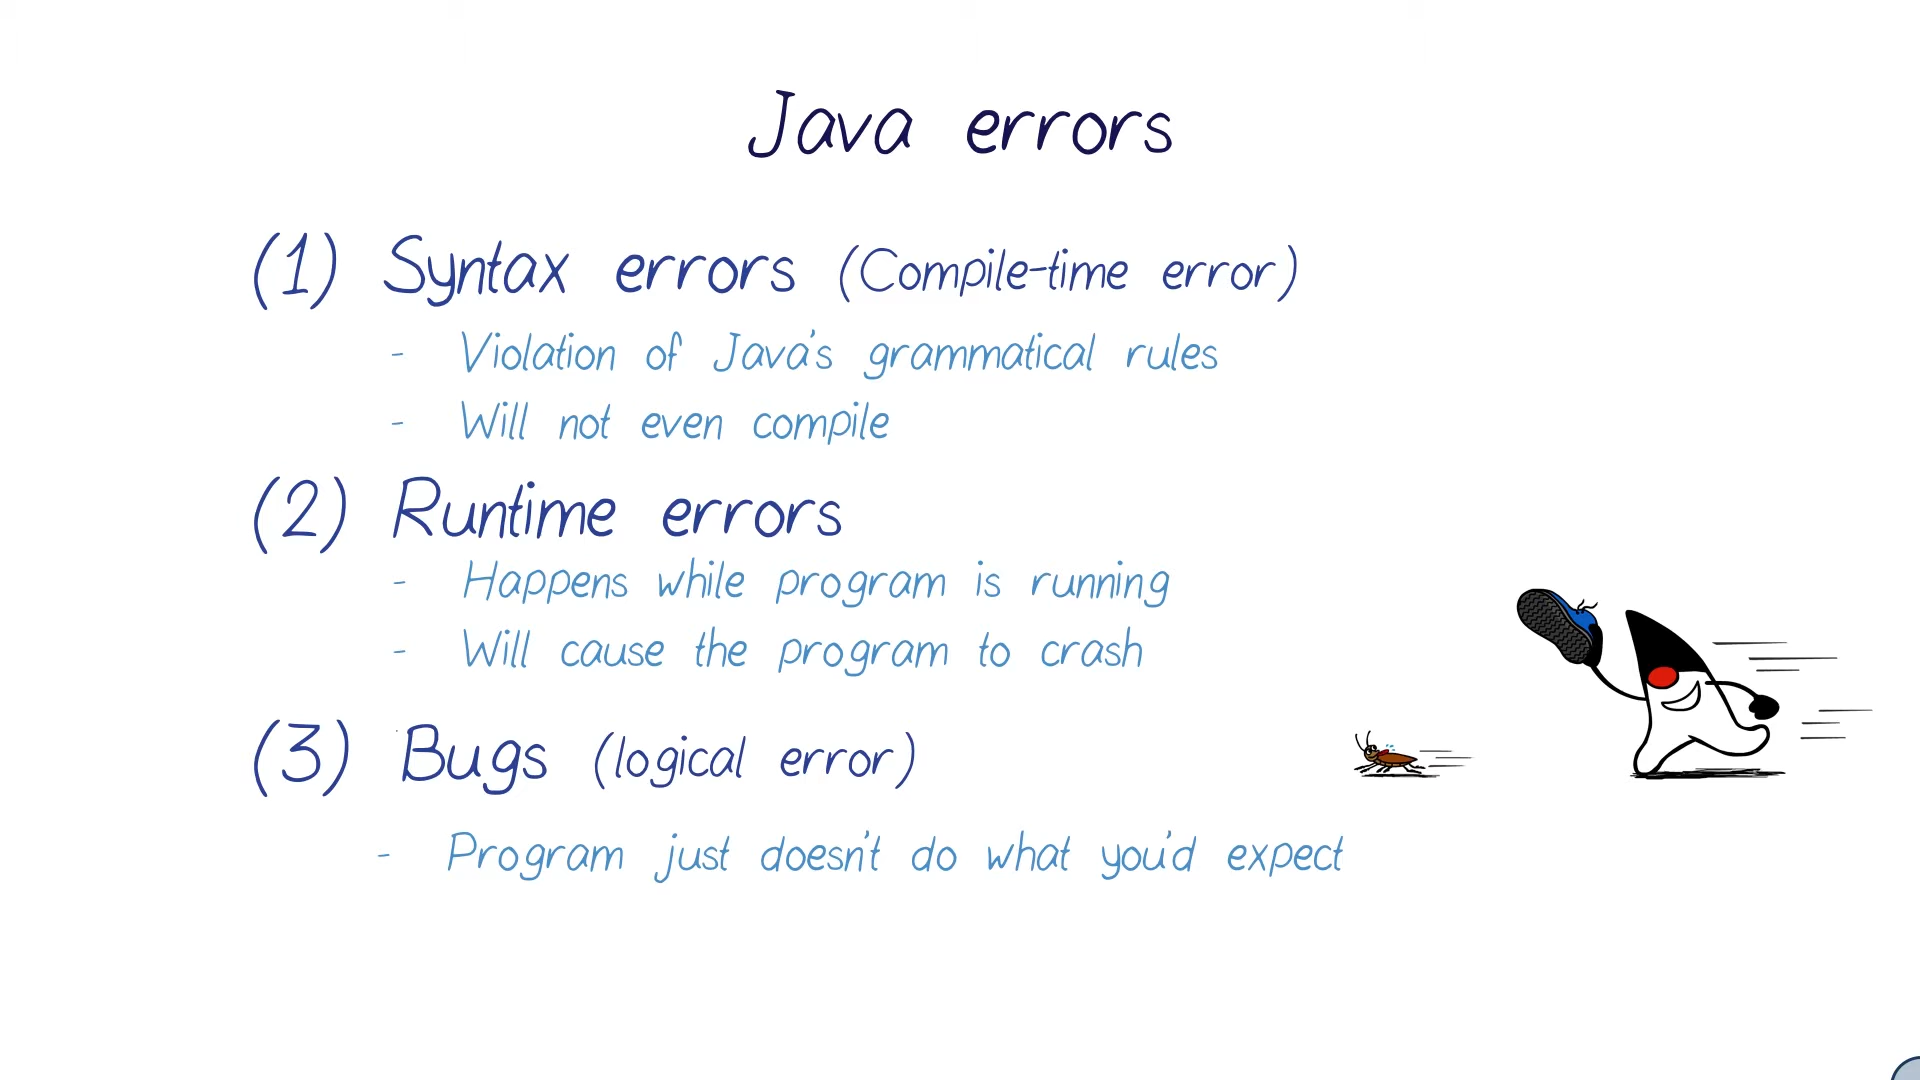 Java errors
(1) Syntax errors (Compile-time error)
- Violation of Java's grammatical rules
- Will not even compile
(2) Runtime errors
- Happens while program is running
- Will cause the program to crash
(3) Bugs (logical error)
- Program just doesn't do what you'd expect